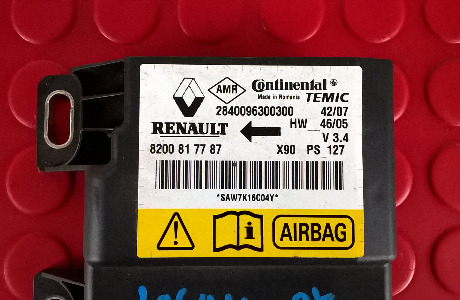 AMR Continental
Made in Romania TEMIC
2840096300300 42/07
RENAULT HW 46/05
V 3.4
8200 81 77 87 X90 PS 127
*SAW7K16C04Y*
AIRBAG